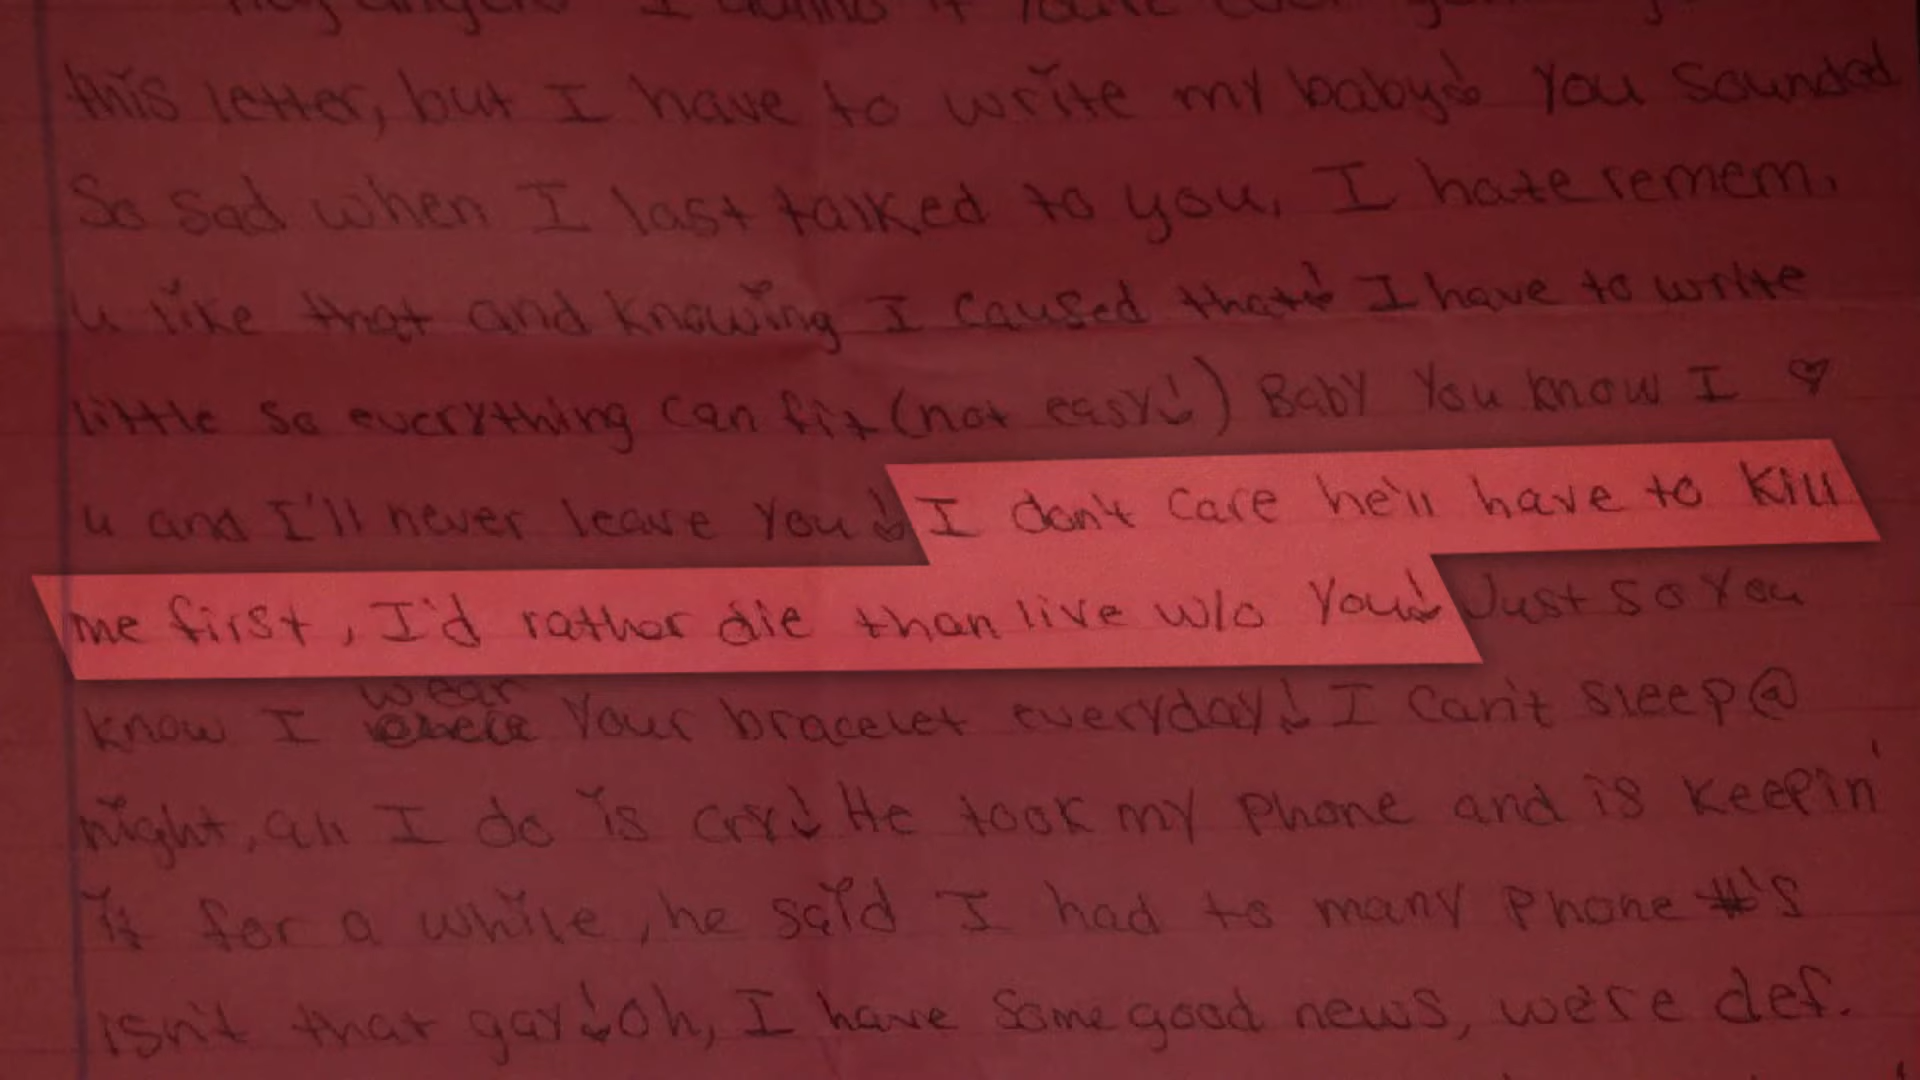 I
this letter, but I have to write my baby! You sounded
So sad when I last talked to you, I hate remem.
u like that and knowing I caused that! I have to write
little so everything can fit (not easy!) Baby You know I ♡
u and I'll never leave You! I don't care he'll have to kill
me first, I'd rather die than live w/o You! Just so You
wear
know I Your bracelet everyday! I can't sleep @
night, all I do is cry! He took my phone and is keepin'
it for a while, he said I had to many phone #'s
isn't that gay! Oh, I have some good news, we're def.